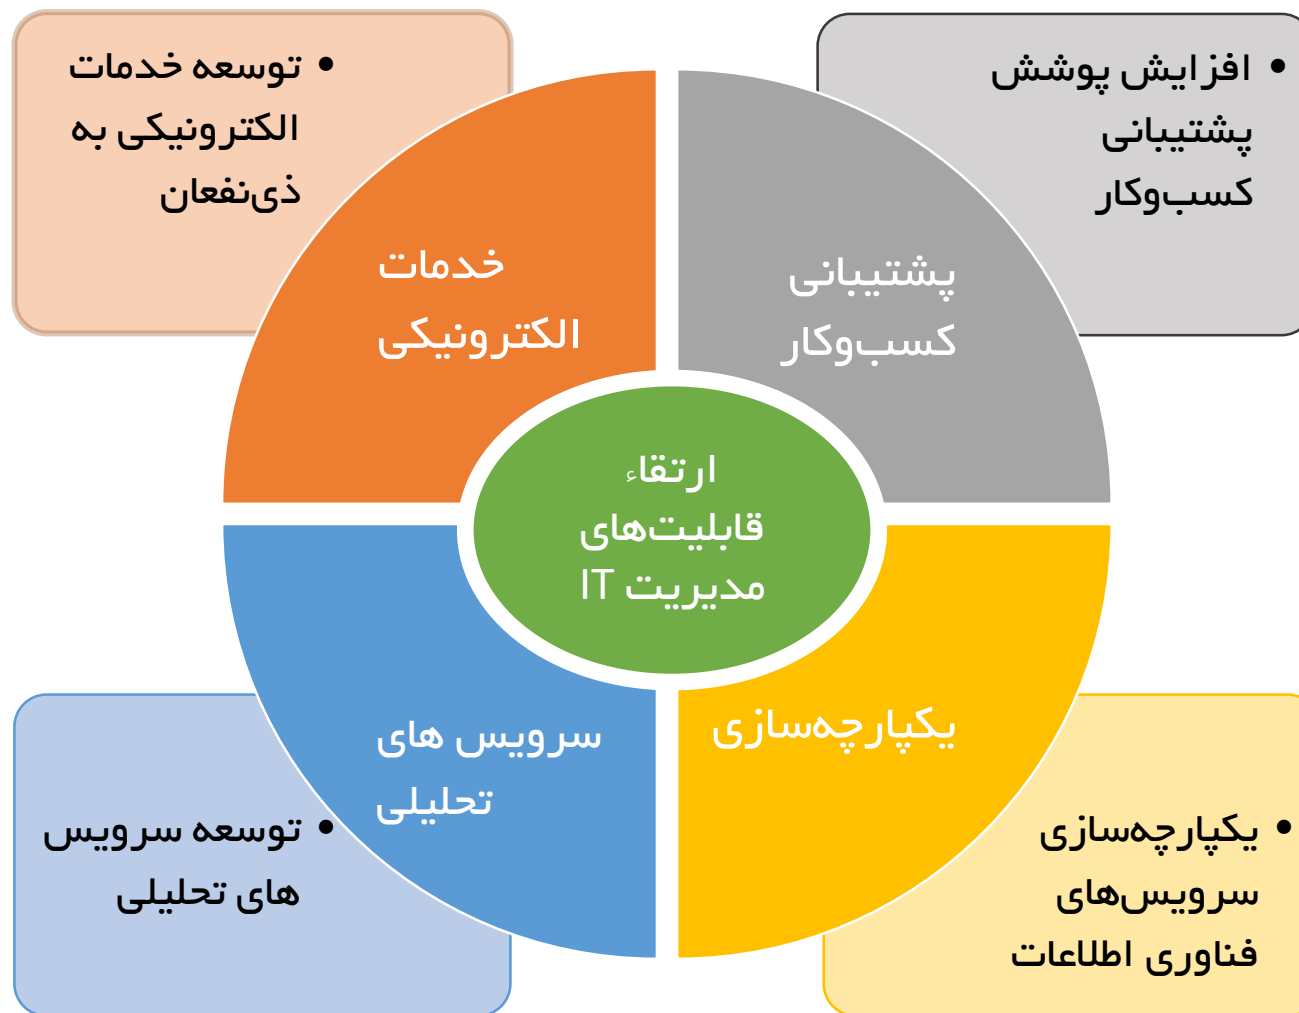 • افزایش پوشش
پشتیبانی
کسب‌وکار
• توسعه خدمات
الکترونیکی به
ذی‌نفعان
پشتیبانی
کسب‌وکار
خدمات
الکترونیکی
ارتقاء
قابلیت‌های
مدیریت IT
یکپارچه‌سازی
سرویس های
تحلیلی
• یکپارچه‌سازی
سرویس‌های
فناوری اطلاعات
• توسعه سرویس
های تحلیلی